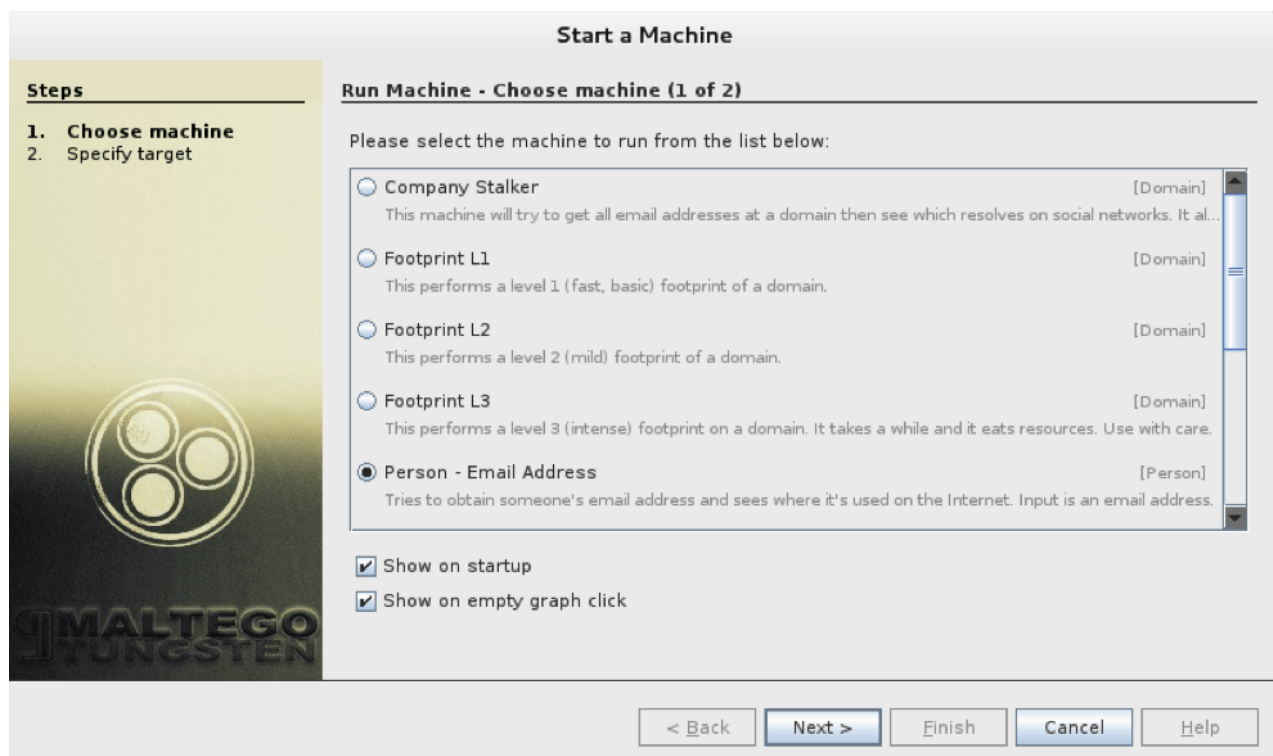 Start a Machine
Steps
1. Choose machine
2. Specify target
Run Machine - Choose machine (1 of 2)
Please select the machine to run from the list below:
Company Stalker [Domain]
This machine will try to get all email addresses at a domain then see which resolves on social networks. It al...
Footprint L1 [Domain]
This performs a level 1 (fast, basic) footprint of a domain.
Footprint L2 [Domain]
This performs a level 2 (mild) footprint of a domain.
Footprint L3 [Domain]
This performs a level 3 (intense) footprint on a domain. It takes a while and it eats resources. Use with care.
Person - Email Address [Person]
Tries to obtain someone's email address and sees where it's used on the Internet. Input is an email address.
Show on startup
Show on empty graph click
MALTEGO
TUNGSTEN
< Back Next > Finish Cancel Help